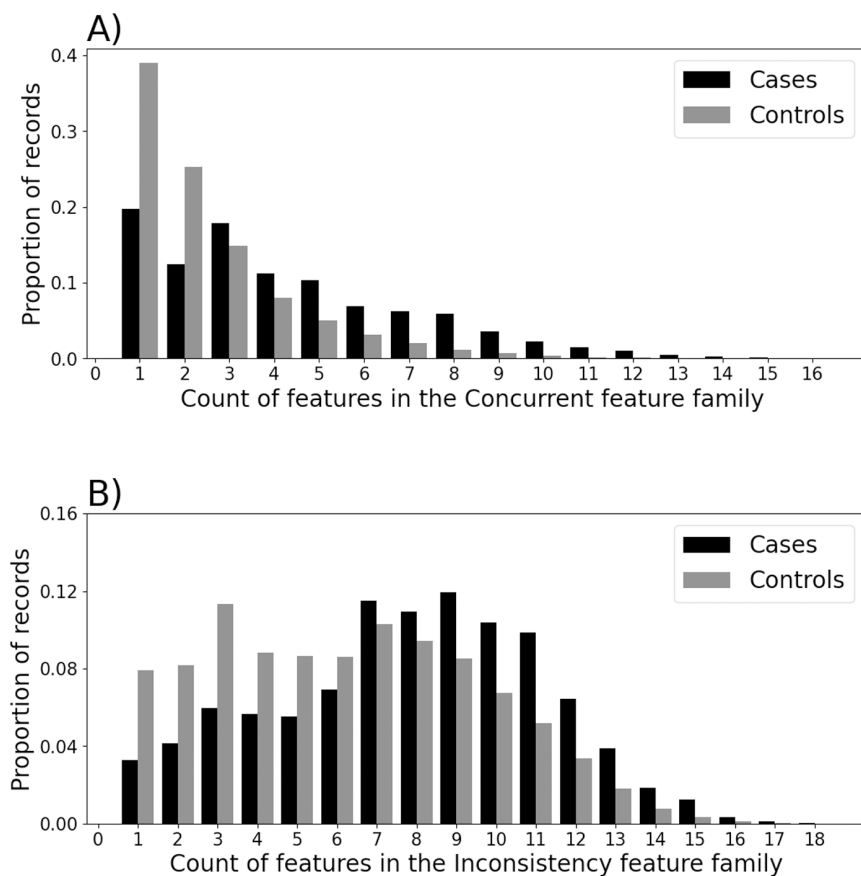 A)
0.4
0.3
0.2
0.1
0.0
Proportion of records
Cases
Controls
0 1 2 3 4 5 6 7 8 9 10 11 12 13 14 15 16
Count of features in the Concurrent feature family
B)
0.16
0.12
0.08
0.04
0.00
Proportion of records
Cases
Controls
0 1 2 3 4 5 6 7 8 9 10 11 12 13 14 15 16 17 18
Count of features in the Inconsistency feature family